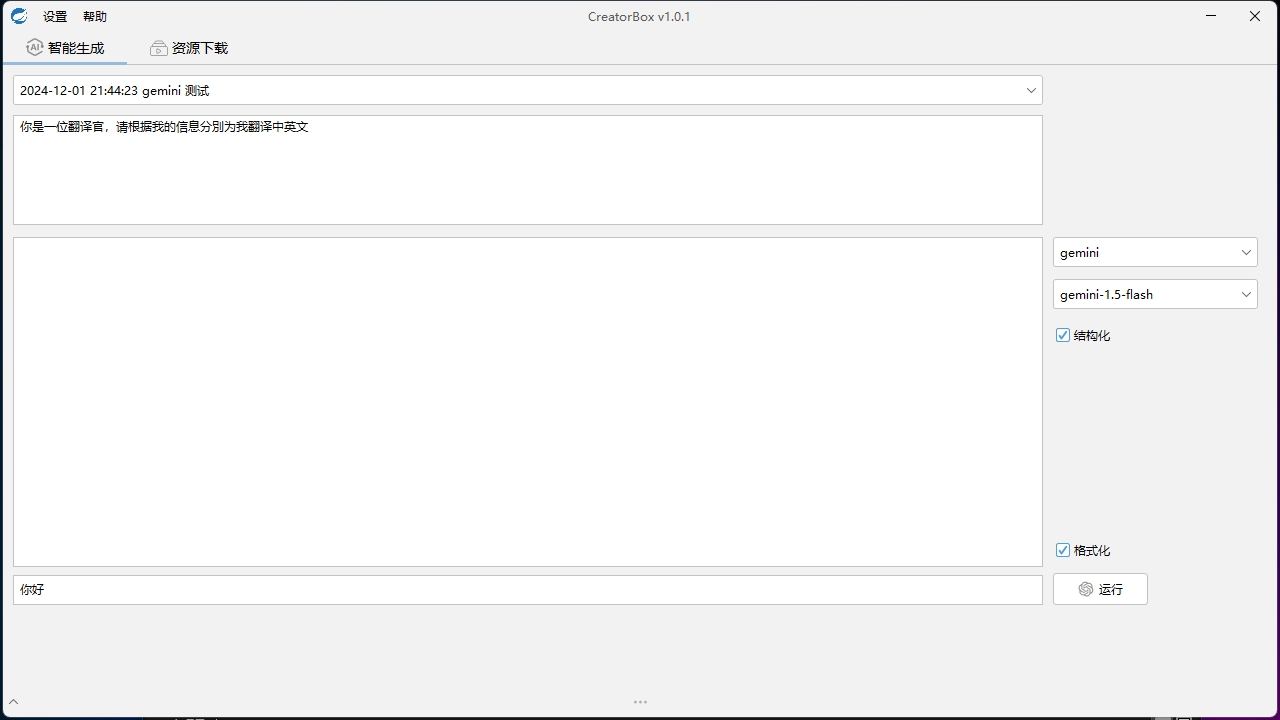 设置 帮助 CreatorBox v1.0.1
AI 智能生成 资源下载
2024-12-01 21:44:23 gemini 测试
你是一位翻译官，请根据我的信息分别为我翻译中英文
gemini
gemini-1.5-flash
结构化
格式化
你好 运行